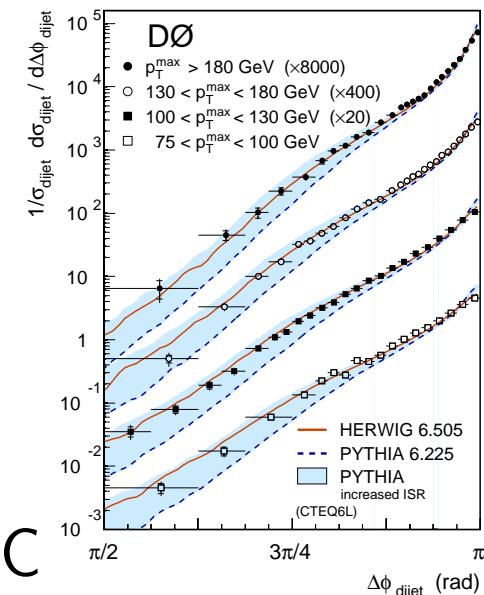 10^5
DØ
p_T^max > 180 GeV (×8000)
10^4
130 < p_T^max < 180 GeV (×400)
100 < p_T^max < 130 GeV (×20)
10^3
75 < p_T^max < 100 GeV
10^2
10
1
10^-1
10^-2
10^-3
1/σ_dijet dσ_dijet / dΔϕ_dijet
HERWIG 6.505
PYTHIA 6.225
PYTHIA
increased ISR
(CTEQ6L)
C
π/2 3π/4 π
Δϕ_dijet (rad)